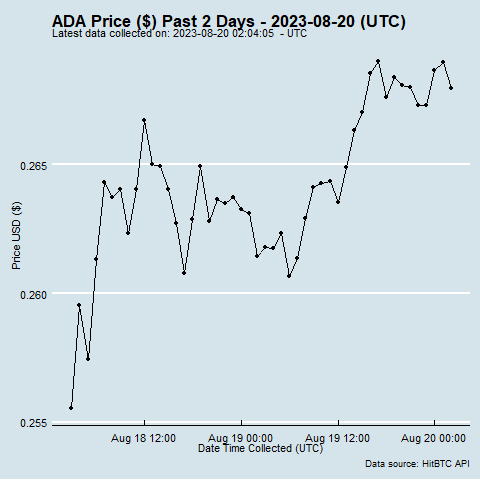 ADA Price ($) Past 2 Days - 2023-08-20 (UTC)
Latest data collected on: 2023-08-20 02:04:05 - UTC
Price USD ($)
0.265
0.260
0.255
Aug 18 12:00 Aug 19 00:00 Aug 19 12:00 Aug 20 00:00
Date Time Collected (UTC)
Data source: HitBTC API